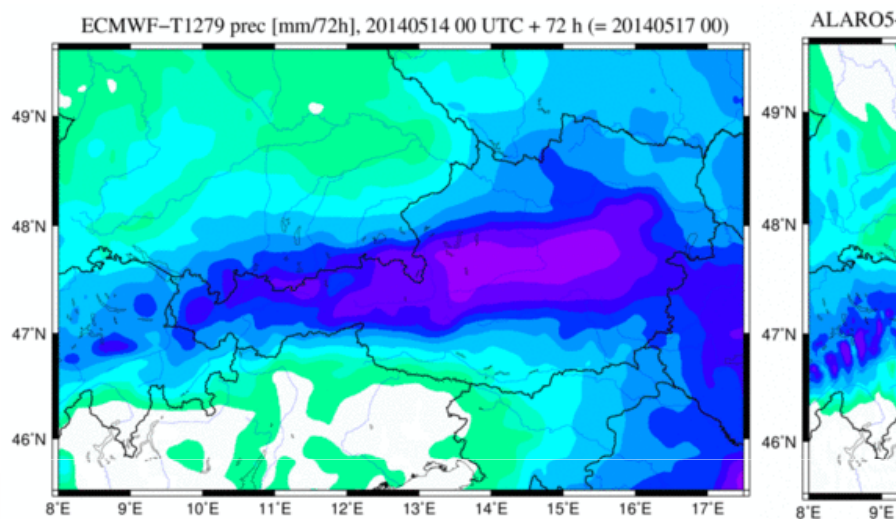 ECMWF−T1279 prec [mm/72h], 20140514 00 UTC + 72 h (= 20140517 00)
ALARO5-
49˚N
48˚N
47˚N
46˚N
8˚E 9˚E 10˚E 11˚E 12˚E 13˚E 14˚E 15˚E 16˚E 17˚E
49˚N
48˚N
47˚N
46˚N
8˚E 9˚E